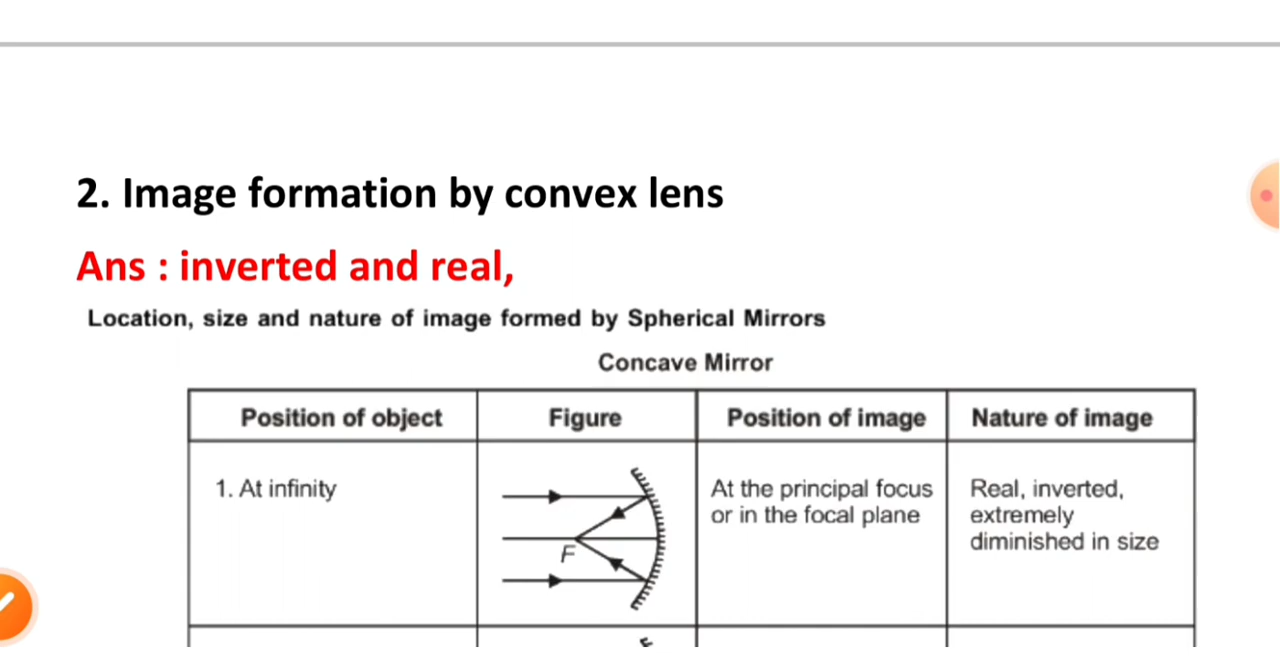 2. Image formation by convex lens
Ans : inverted and real,
Location, size and nature of image formed by Spherical Mirrors
Concave Mirror
Position of object
Figure
Position of image
Nature of image
1. At infinity
F
At the principal focus
or in the focal plane
Real, inverted,
extremely
diminished in size